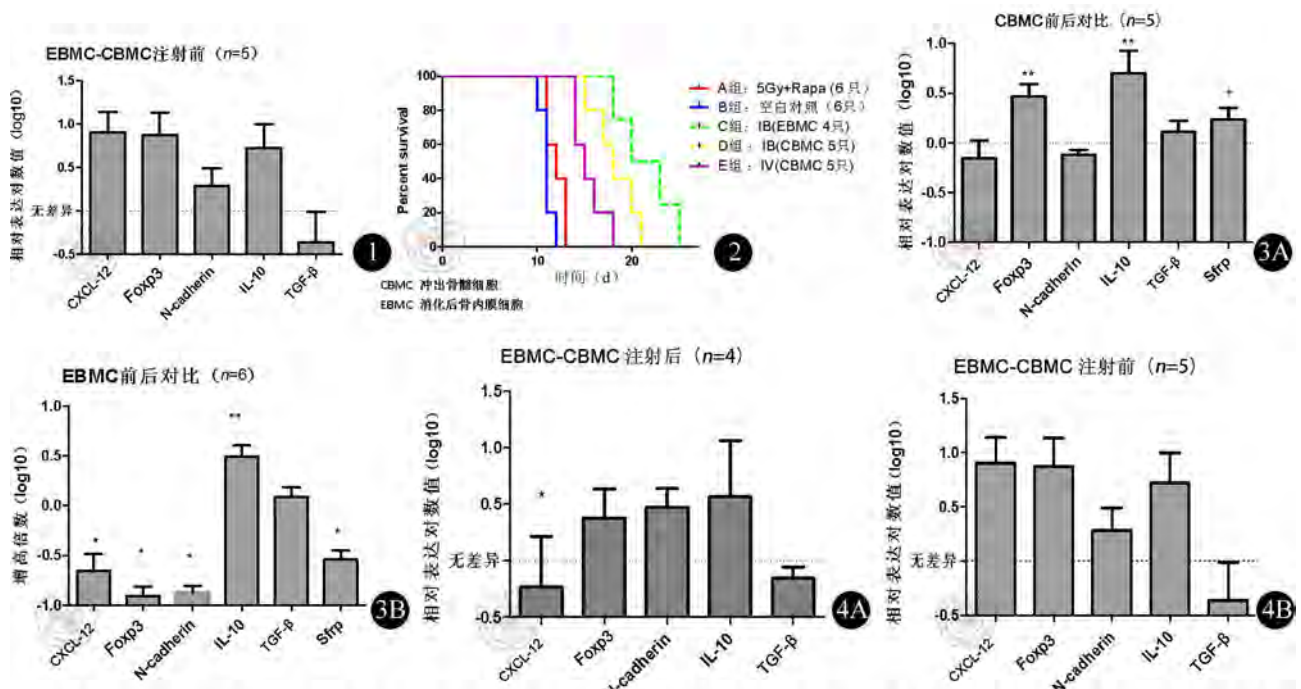 EBMC-CBMC注射前 (n=5)
相对表达对数值 (log10)
1.5
1.0
0.5
无差异
-0.5
CXCL-12
Foxp3
N-cadherin
IL-10
TGF-β
1
Percent survival
100
80
60
40
20
0
0
10
20
时间 (d)
A组: 5Gy+Rapa (6 只)
B组: 空白对照 (6只)
C组: IB(EBMC 4只)
D组: IB(CBMC 5只)
E组: IV(CBMC 5只)
CBMC 冲出骨髓细胞
EBMC 消化后骨内膜细胞
2
CBMC前后对比 (n=5)
相对表达对数值 (log10)
1.0
0.5
0.0
-0.5
-1.0
**
**
+
CXCL-12
Foxp3
N-cadherin
IL-10
TGF-β
Sfrp
3A
EBMC前后对比 (n=6)
增高倍数 (log10)
1.0
0.5
0.0
-0.5
-1.0
*
*
*
**
*
CXCL-12
Foxp3
N-cadherin
IL-10
TGF-β
Sfrp
3B
EBMC-CBMC 注射后 (n=4)
相对表达对数值 (log10)
1.5
1.0
0.5
无差异
-0.5
*
CXCL-12
Foxp3
N-cadherin
IL-10
TGF-β
4A
EBMC-CBMC 注射前 (n=5)
相对表达对数值 (log10)
1.5
1.0
0.5
无差异
-0.5
CXCL-12
Foxp3
N-cadherin
IL-10
TGF-β
4B